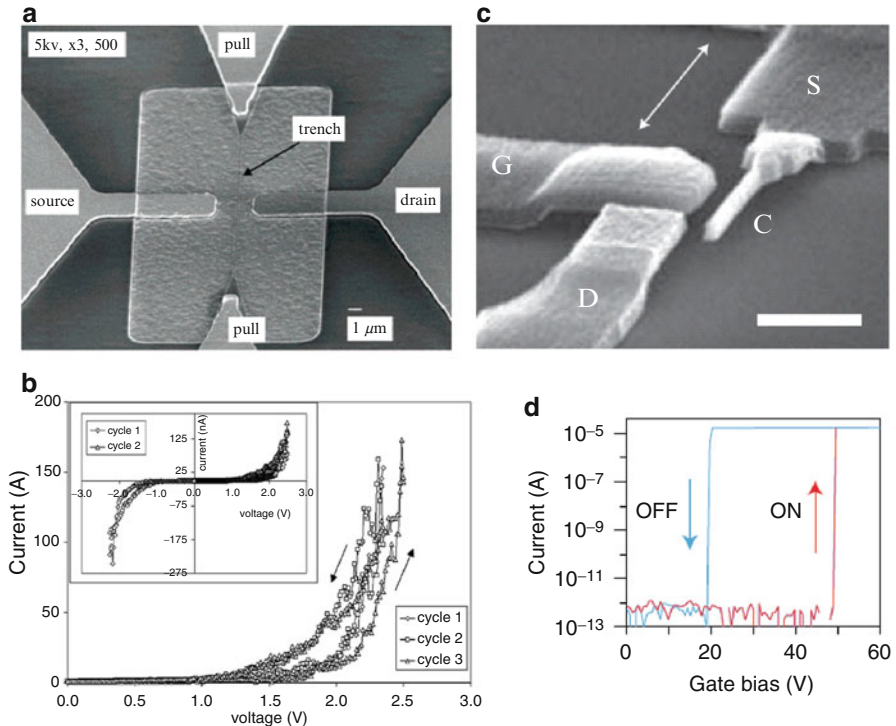 a
5kv, x3, 500
pull
trench
source
drain
pull
1 μm
c
S
G
C
D
b
Current (A)
200
150
100
50
0
0.0 0.5 1.0 1.5 2.0 2.5 3.0
voltage (V)
cycle 1
cycle 2
cycle 3
cycle 1
cycle 2
current (nA)
125
25
-3.0 -2.0 -1.0 0.0 1.0 2.0 3.0
-75
voltage (V)
-175
-275
d
Current (A)
10⁻⁵
10⁻⁷
10⁻⁹
10⁻¹¹
10⁻¹³
OFF
ON
0 20 40 60
Gate bias (V)